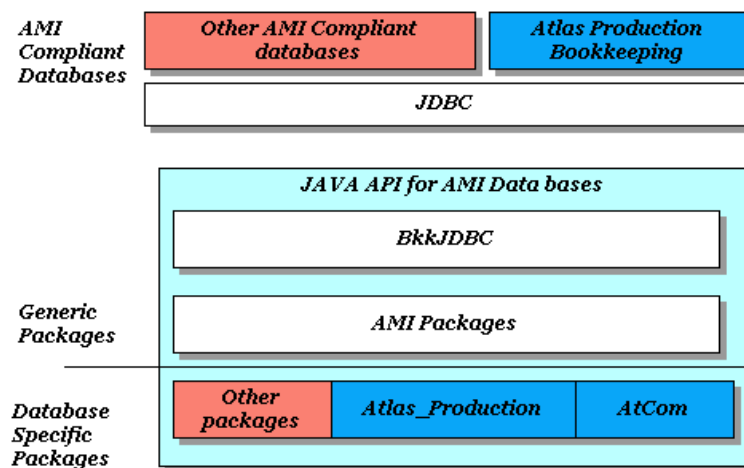 AMI
Compliant
Databases
Other AMI Compliant
databases
Atlas Production
Bookkeeping
JDBC
JAVA API for AMI Data bases
BkkJDBC
Generic
Packages
AMI Packages
Database
Specific
Packages
Other
packages
Atlas_Production
AtCom